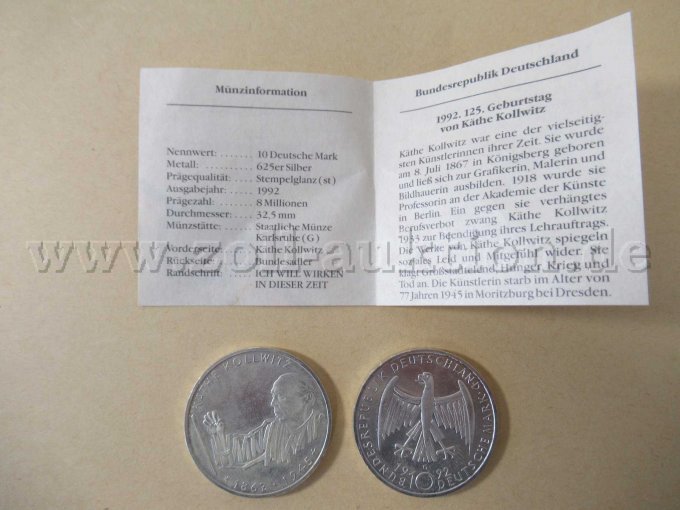 Münzinformation
Nennwert: . . . . . . 10 Deutsche Mark
Metall: . . . . . . . . . 625er Silber
Prägequalität: . . . . Stempelglanz (st)
Ausgabejahr: . . . . 1992
Prägezahl: . . . . . . 8 Millionen
Durchmesser: . . . . 32,5 mm
Münzstätte: . . . . . Staatliche Münze
Karlsruhe (G)
Vorderseite: . . . . . Käthe Kollwitz
Rückseite: . . . . . . Bundesadler
Randschrift: . . . . . ICH WILL WIRKEN
IN DIESER ZEIT
Bundesrepublik Deutschland
1992. 125. Geburtstag
von Käthe Kollwitz
Käthe Kollwitz war eine der vielseitig-
sten Künstlerinnen ihrer Zeit. Sie wurde
am 8. Juli 1867 in Königsberg geboren
und ließ sich zur Grafikerin, Malerin und
Bildhauerin ausbilden. 1918 wurde sie
Professorin an der Akademie der Künste
in Berlin. Ein gegen sie verhängtes
Berufsverbot zwang Käthe Kollwitz
1933 zur Beendigung ihres Lehrauftrags.
Die Werke von Käthe Kollwitz spiegeln
soziales Leid und Mitgefühl wider. Sie
klagt Großstadtelend, Hunger, Krieg und
Tod an. Die Künstlerin starb im Alter von
77 Jahren 1945 in Moritzburg bei Dresden.
KOLLWITZ
1867 - 1945
BUNDESREPUBLIK DEUTSCHLAND
1992
G
10 DEUTSCHE MARK